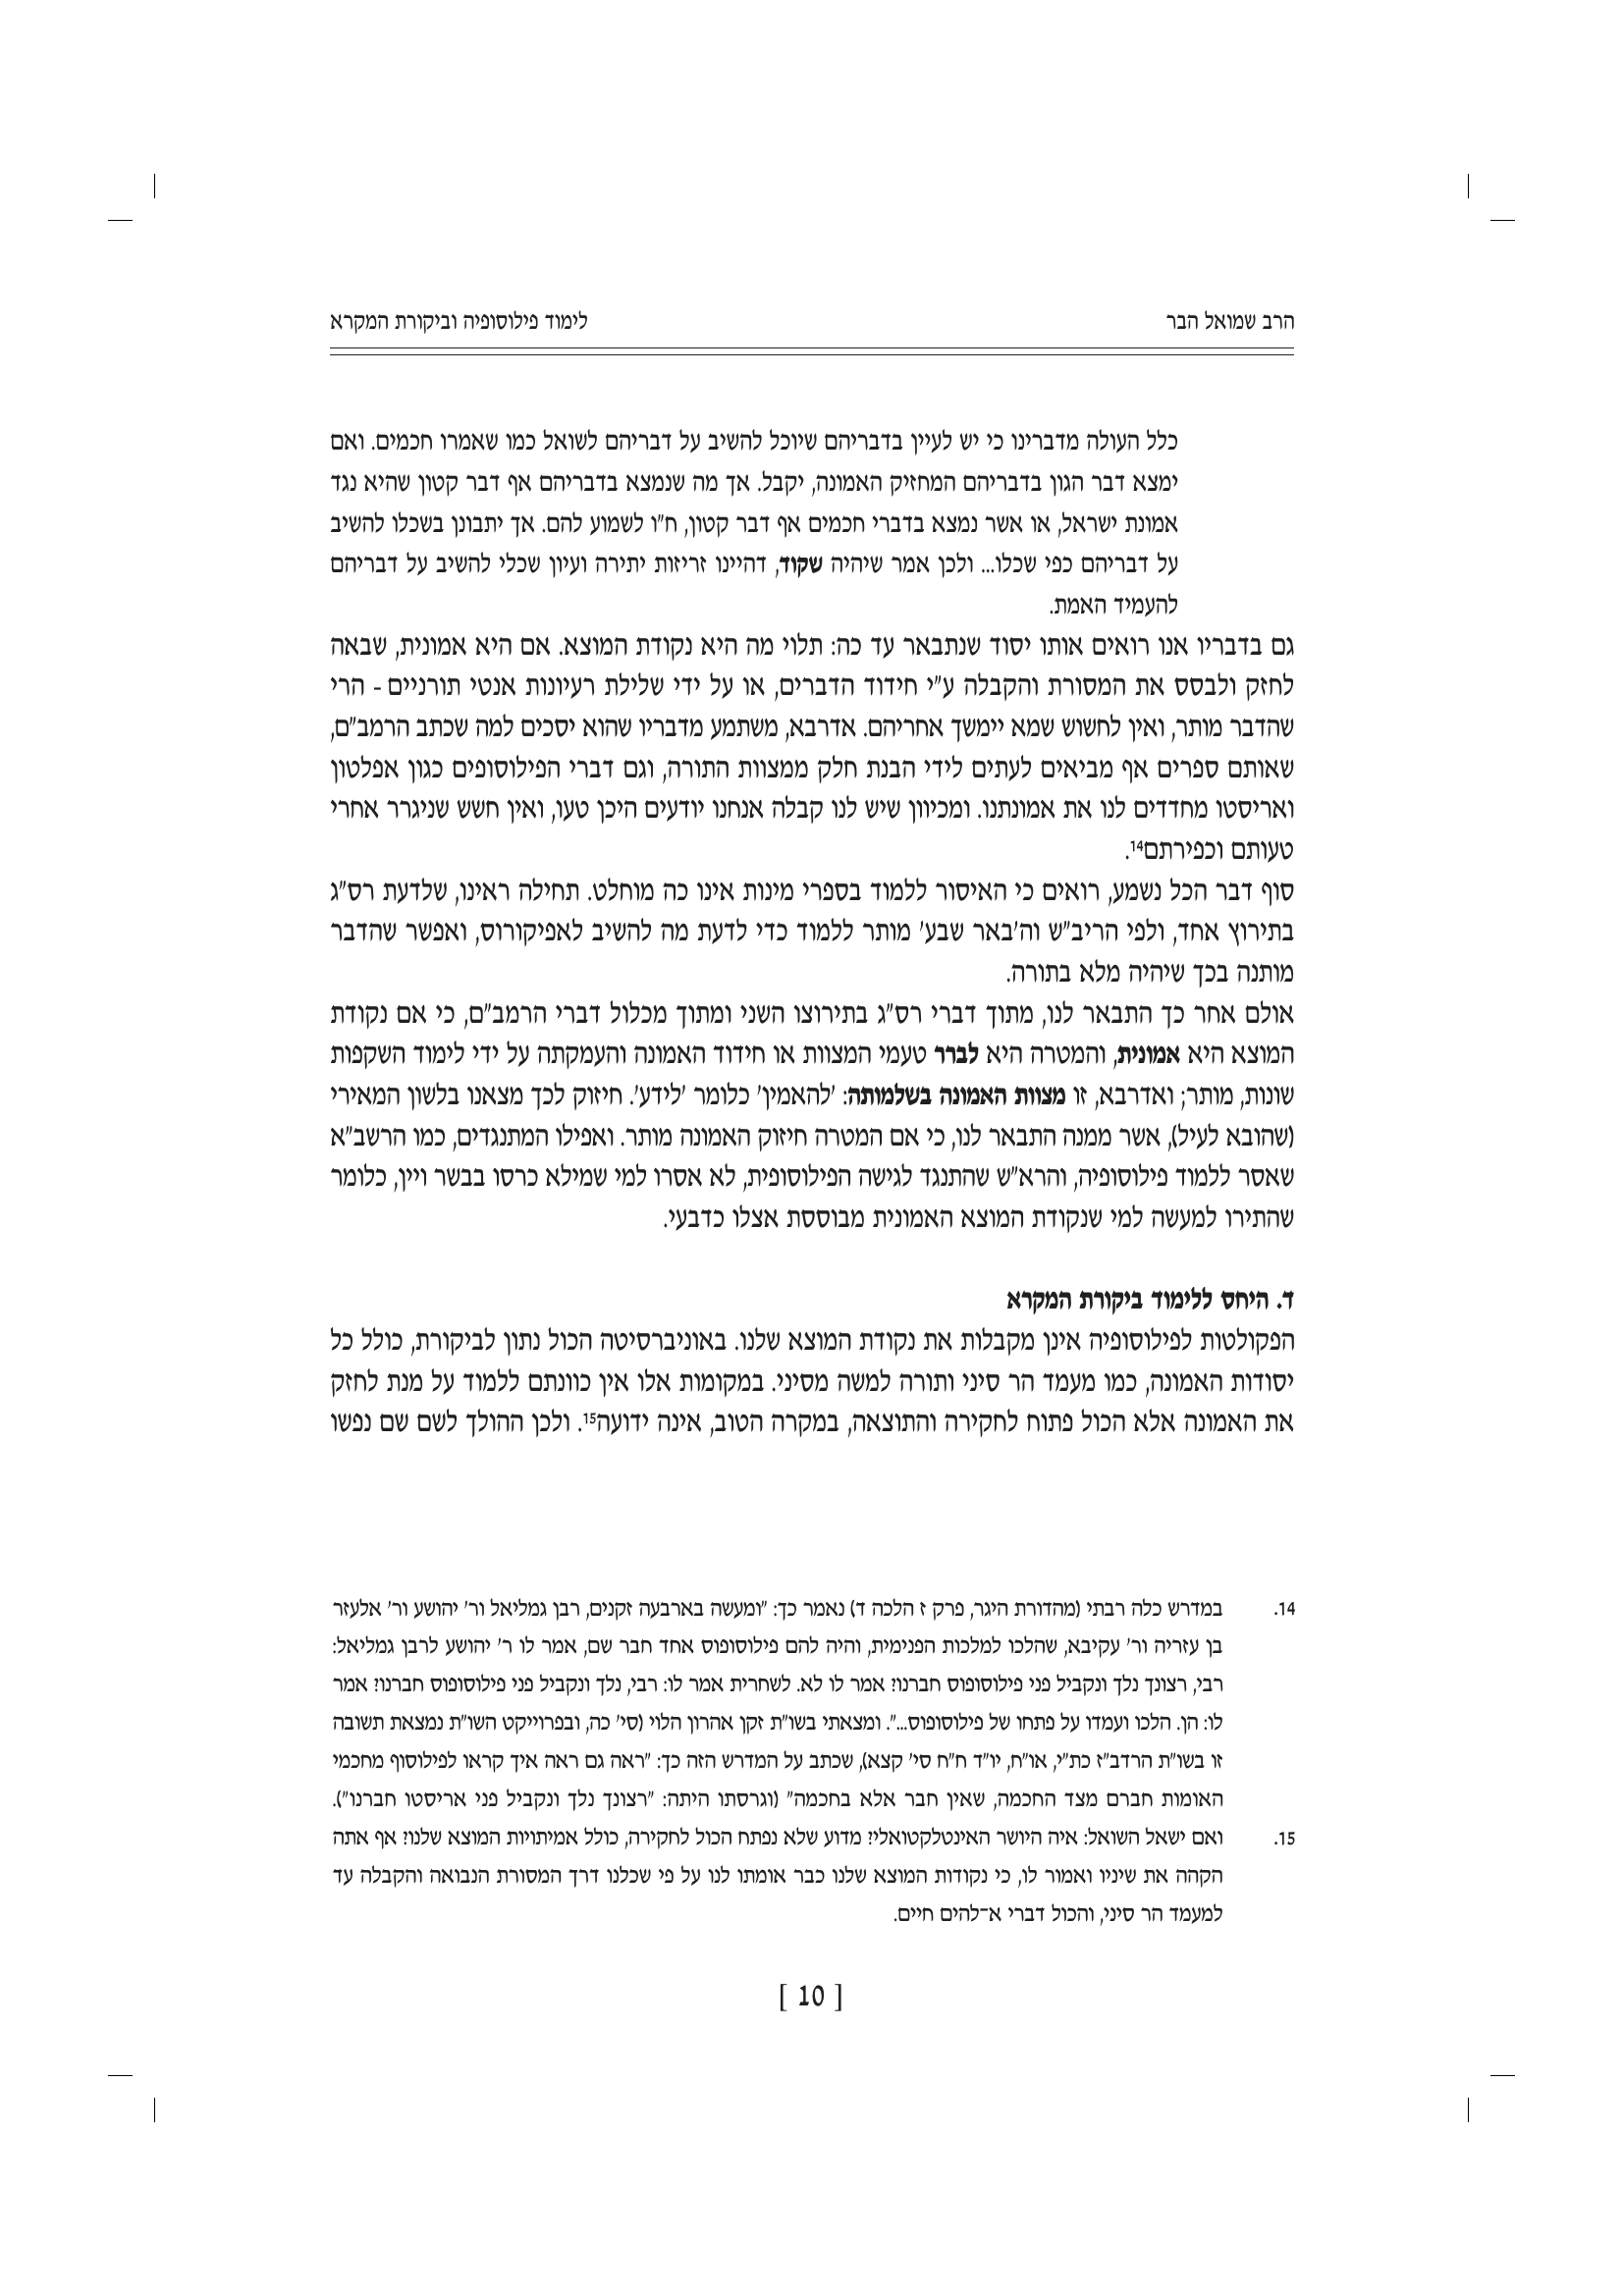 הרב שמואל הבר
לימוד פילוסופיה וביקורת המקרא
כלל העולה מדברינו כי יש לעיין בדבריהם שיוכל להשיב על דבריהם לשואל כמו שאמרו חכמים. ואם
ימצא דבר הגון בדבריהם המחזיק האמונה, יקבל. אך מה שנמצא בדבריהם אף דבר קטון שהיא נגד
אמונת ישראל, או אשר נמצא בדברי חכמים אף דבר קטון, ח"ו לשמוע להם. אך יתבונן בשכלו להשיב
על דבריהם כפי שכלו... ולכן אמר שיהיה שקוד, דהיינו זריזות יתירה ועיון שכלי להשיב על דבריהם
להעמיד האמת.
גם בדבריו אנו רואים אותו יסוד שנתבאר עד כה: תלוי מה היא נקודת המוצא. אם היא אמונית, שבאה
לחזק ולבסס את המסורת והקבלה ע"י חידוד הדברים, או על ידי שלילת רעיונות אנטי תורניים - הרי
שהדבר מותר, ואין לחשוש שמא יימשך אחריהם. אדרבא, משתמע מדבריו שהוא יסכים למה שכתב הרמב"ם,
שאותם ספרים אף מביאים לעתים לידי הבנת חלק ממצוות התורה, וגם דברי הפילוסופים כגון אפלטון
ואריסטו מחדדים לנו את אמונתנו. ומכיוון שיש לנו קבלה אנחנו יודעים היכן טעו, ואין חשש שניגרר אחרי
טעותם וכפירתם14.
סוף דבר הכל נשמע, רואים כי האיסור ללמוד בספרי מינות אינו כה מוחלט. תחילה ראינו, שלדעת רס"ג
בתירוץ אחד, ולפי הריב"ש וה'באר שבע' מותר ללמוד כדי לדעת מה להשיב לאפיקורוס, ואפשר שהדבר
מותנה בכך שיהיה מלא בתורה.
אולם אחר כך התבאר לנו, מתוך דברי רס"ג בתירוצו השני ומתוך מכלול דברי הרמב"ם, כי אם נקודת
המוצא היא אמונית, והמטרה היא לברר טעמי המצוות או חידוד האמונה והעמקתה על ידי לימוד השקפות
שונות, מותר; ואדרבא, זו מצוות האמונה בשלמותה: 'להאמין' כלומר 'לידע'. חיזוק לכך מצאנו בלשון המאירי
(שהובא לעיל), אשר ממנה התבאר לנו, כי אם המטרה חיזוק האמונה מותר. ואפילו המתנגדים, כמו הרשב"א
שאסר ללמוד פילוסופיה, והרא"ש שהתנגד לגישה הפילוסופית, לא אסרו למי שמילא כרסו בבשר ויין, כלומר
שהתירו למעשה למי שנקודת המוצא האמונית מבוססת אצלו כדבעי.
ד. היחס ללימוד ביקורת המקרא
הפקולטות לפילוסופיה אינן מקבלות את נקודת המוצא שלנו. באוניברסיטה הכול נתון לביקורת, כולל כל
יסודות האמונה, כמו מעמד הר סיני ותורה למשה מסיני. במקומות אלו אין כוונתם ללמוד על מנת לחזק
את האמונה אלא הכול פתוח לחקירה והתוצאה, במקרה הטוב, אינה ידועה15. ולכן ההולך לשם שם נפשו
14. במדרש כלה רבתי (מהדורת היגר, פרק ז הלכה ד) נאמר כך: "ומעשה בארבעה זקנים, רבן גמליאל ור' יהושע ור' אלעזר
בן עזריה ור' עקיבא, שהלכו למלכות הפנימית, והיה להם פילוסופוס אחד חבר שם, אמר לו ר' יהושע לרבן גמליאל:
רבי, רצונך נלך ונקביל פני פילוסופוס חברנו? אמר לו לא. לשחרית אמר לו: רבי, נלך ונקביל פני פילוסופוס חברנו? אמר
לו: הן. הלכו ועמדו על פתחו של פילוסופוס...". ומצאתי בשו"ת זקן אהרון הלוי (סי' כה, ובפרוייקט השו"ת נמצאת תשובה
זו בשו"ת הרדב"ז כת"י, או"ח, יו"ד ח"ח סי' קצא), שכתב על המדרש הזה כך: "ראה גם ראה איך קראו לפילוסוף מחכמי
האומות חברם מצד החכמה, שאין חבר אלא בחכמה" (וגרסתו היתה: "רצונך נלך ונקביל פני אריסטו חברנו").
15. ואם ישאל השואל: איה היושר האינטלקטואלי? מדוע שלא נפתח הכול לחקירה, כולל אמיתויות המוצא שלנו? אף אתה
הקהה את שיניו ואמור לו, כי נקודות המוצא שלנו כבר אומתו לנו על פי שכלנו דרך המסורת הנבואה והקבלה עד
למעמד הר סיני, והכול דברי א־להים חיים.
[ 10 ]